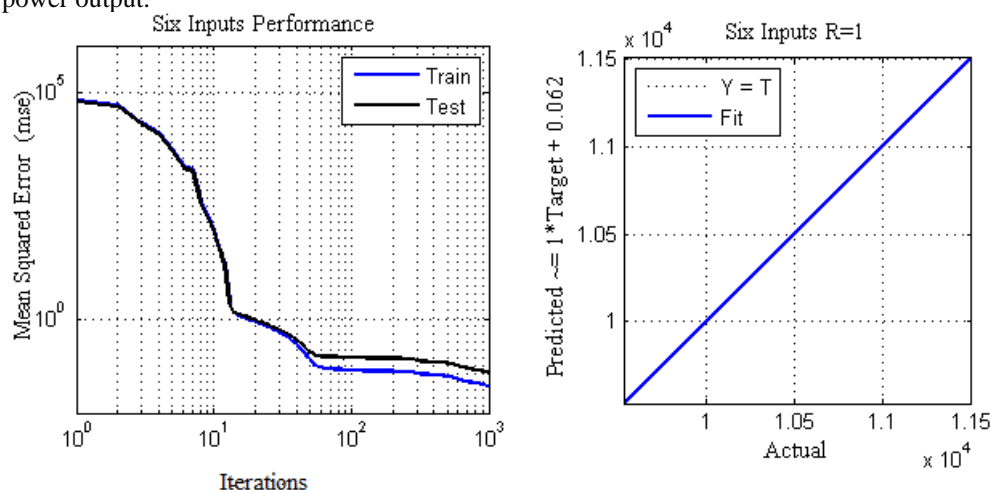 power output.
Six Inputs Performance
Mean Squared Error (mse)
10^5
10^0
Train
Test
10^0 10^1 10^2 10^3
Iterations
Six Inputs R=1
x 10^4
Predicted ~= 1*Target + 0.062
1.15
1.1
1.05
1
Y = T
Fit
1 1.05 1.1 1.15
Actual
x 10^4